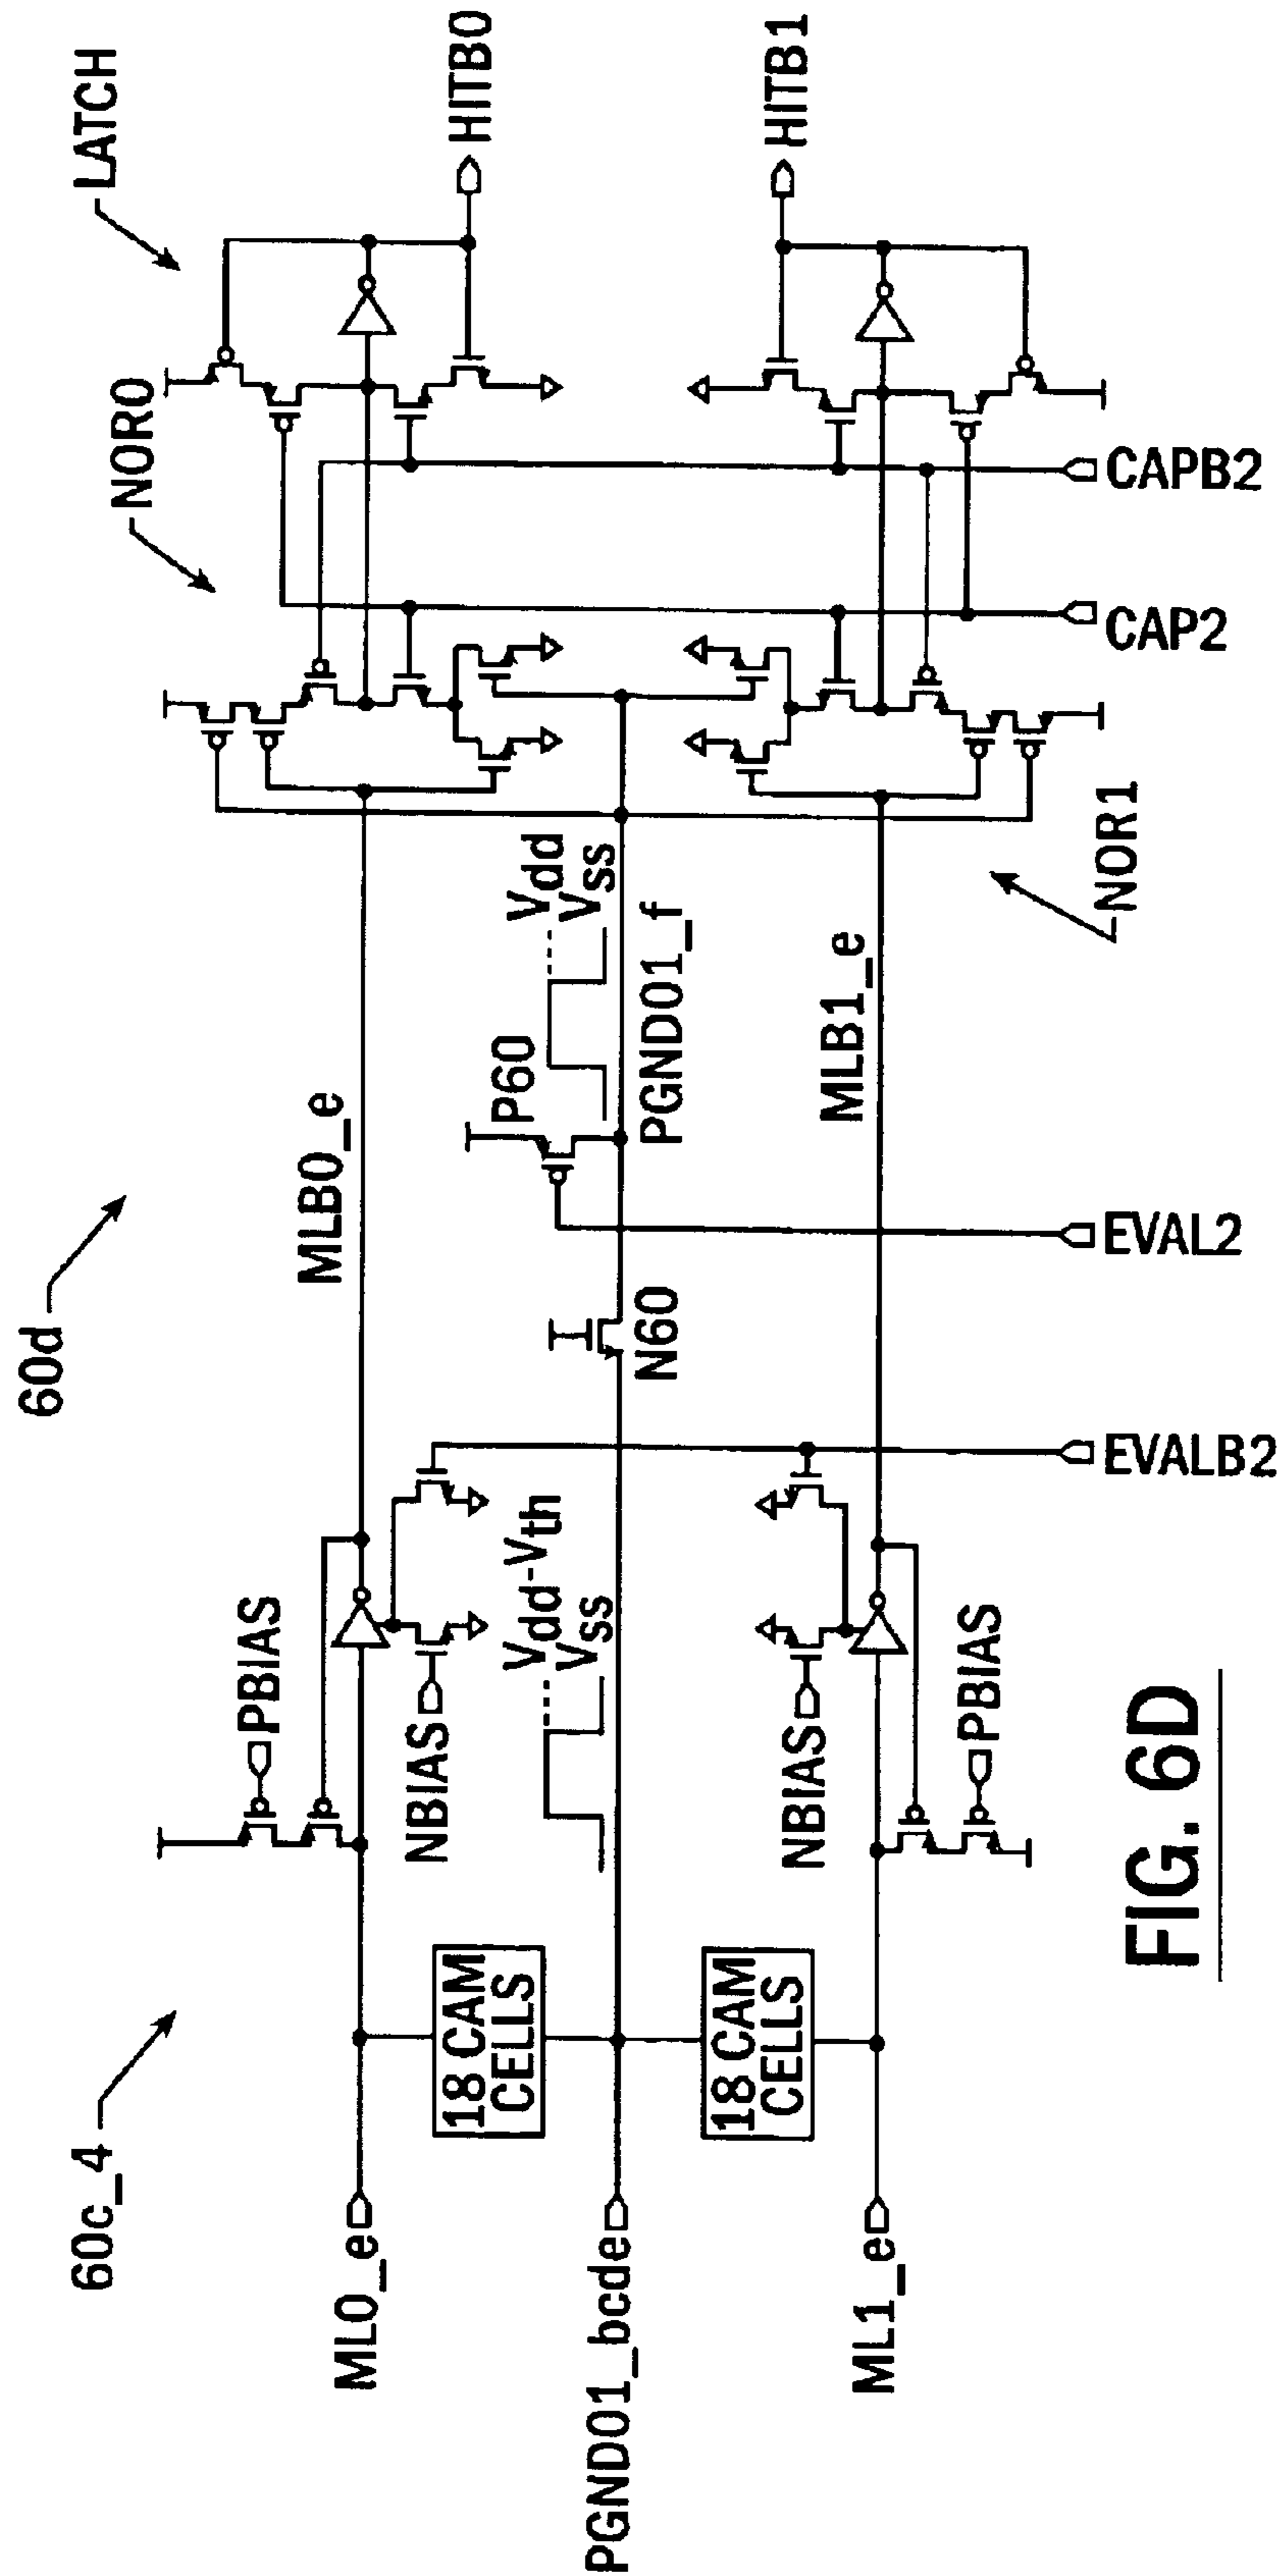 60c_4
60d
NOR0
LATCH
ML0_e
PBIAS
MLB0_e
HITB0
NBIAS
18 CAM
CELLS
Vdd-Vth
Vss
P60
Vdd
Vss
PGND01_bcde
N60
PGND01_f
18 CAM
CELLS
NBIAS
MLB1_e
HITB1
ML1_e
PBIAS
EVALB2
EVAL2
NOR1
CAP2
CAPB2
FIG. 6D